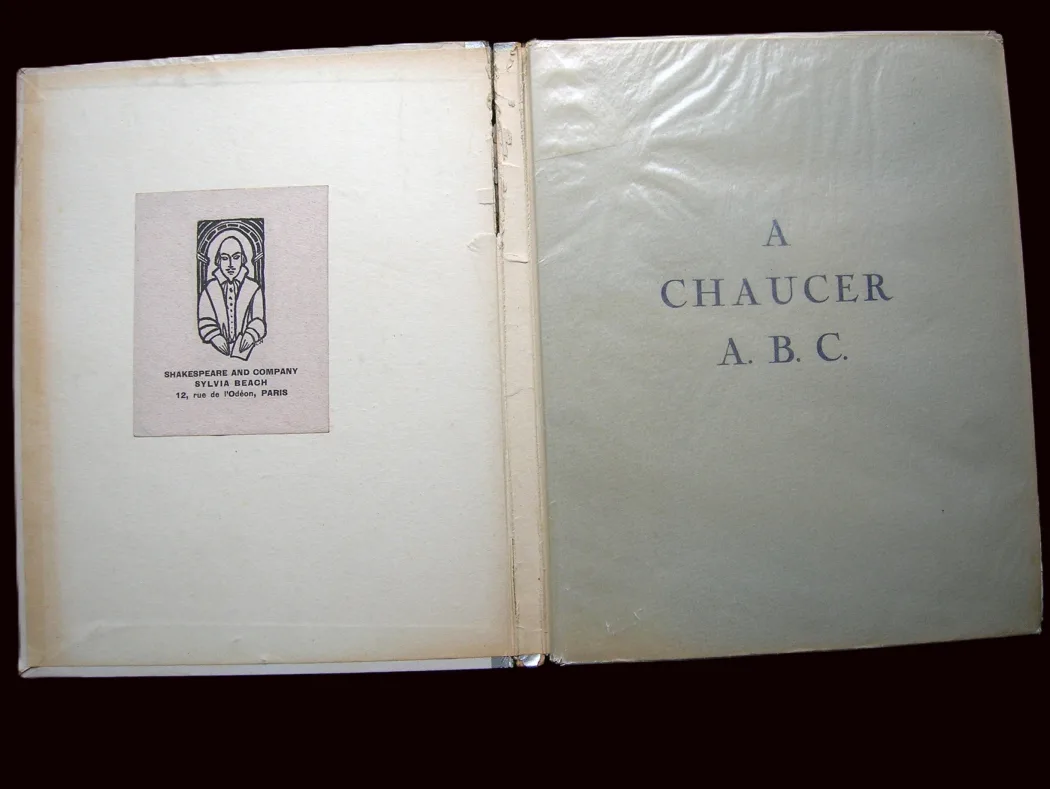 SHAKESPEARE AND COMPANY
SYLVIA BEACH
12, rue de l'Odéon, PARIS
A
CHAUCER
A. B. C.